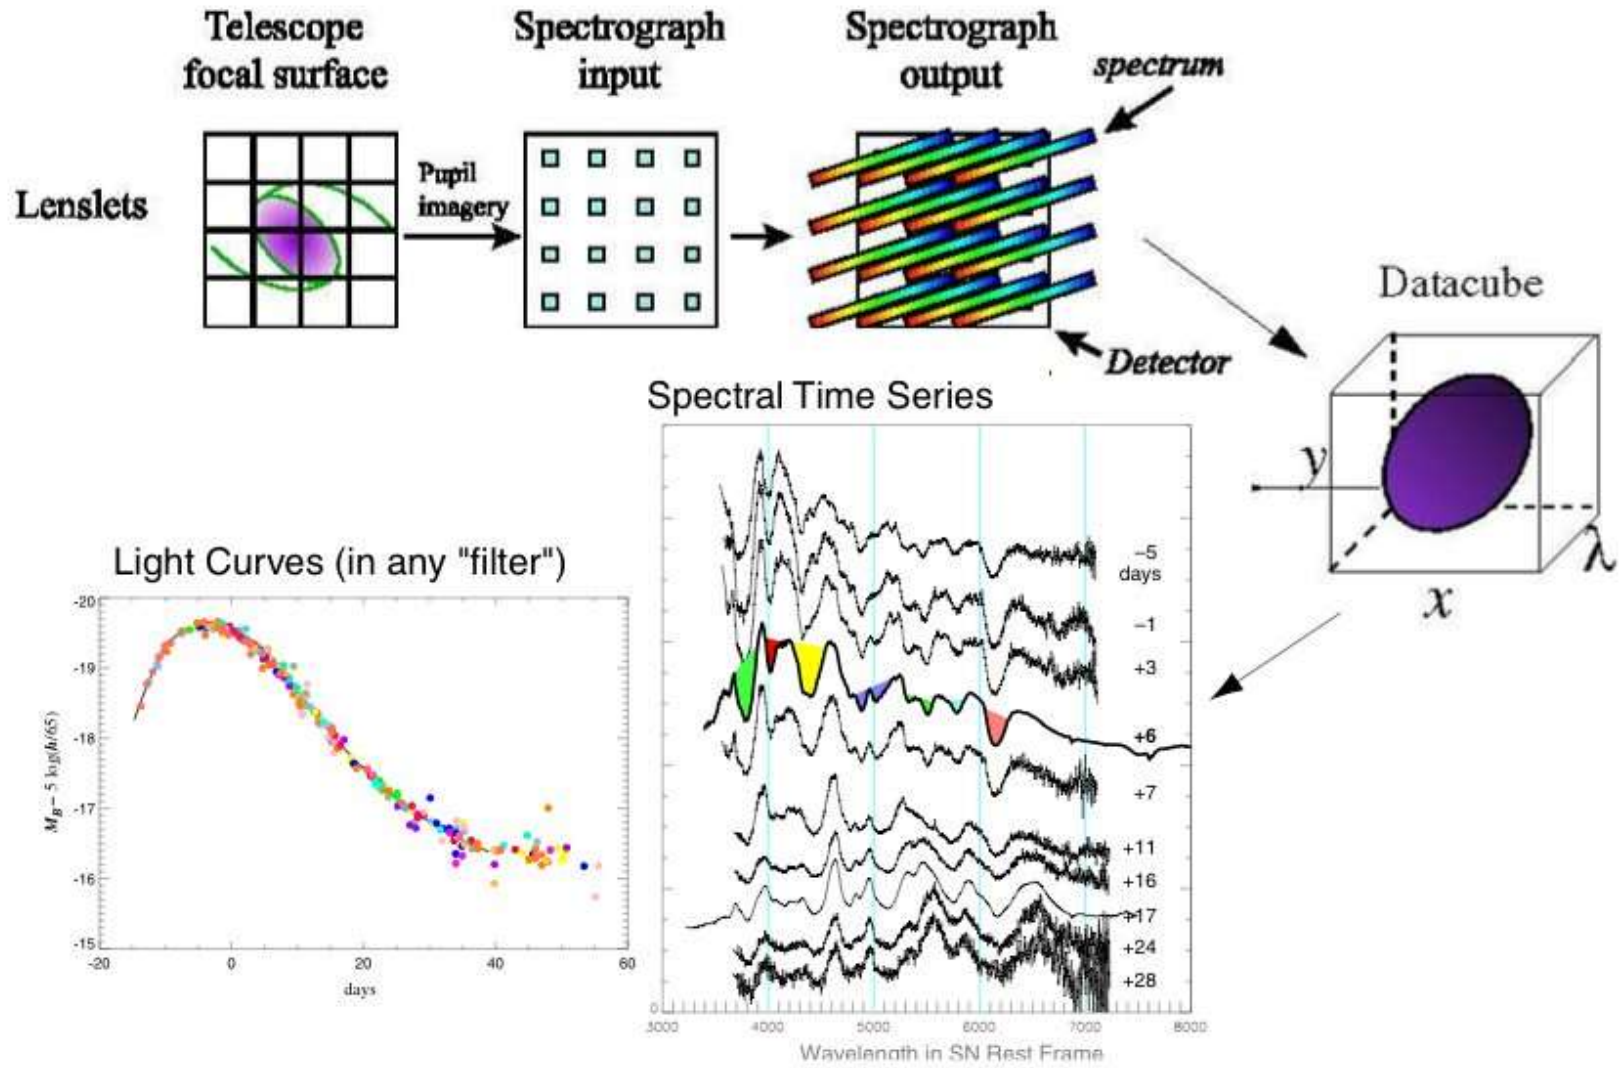 Telescope
focal surface
Spectrograph
input
Spectrograph
output
spectrum
Lenslets
Pupil
imagery
Detector
Datacube
y
x
λ
Spectral Time Series
-5
days
-1
+3
+6
+7
+11
+16
+17
+24
+28
0
3000 4000 5000 6000 7000 8000
Wavelength in SN Rest Frame
Light Curves (in any "filter")
-20
-19
-18
-17
-16
-15
M_B - 5 log(h/65)
-20 0 20 40 60
days